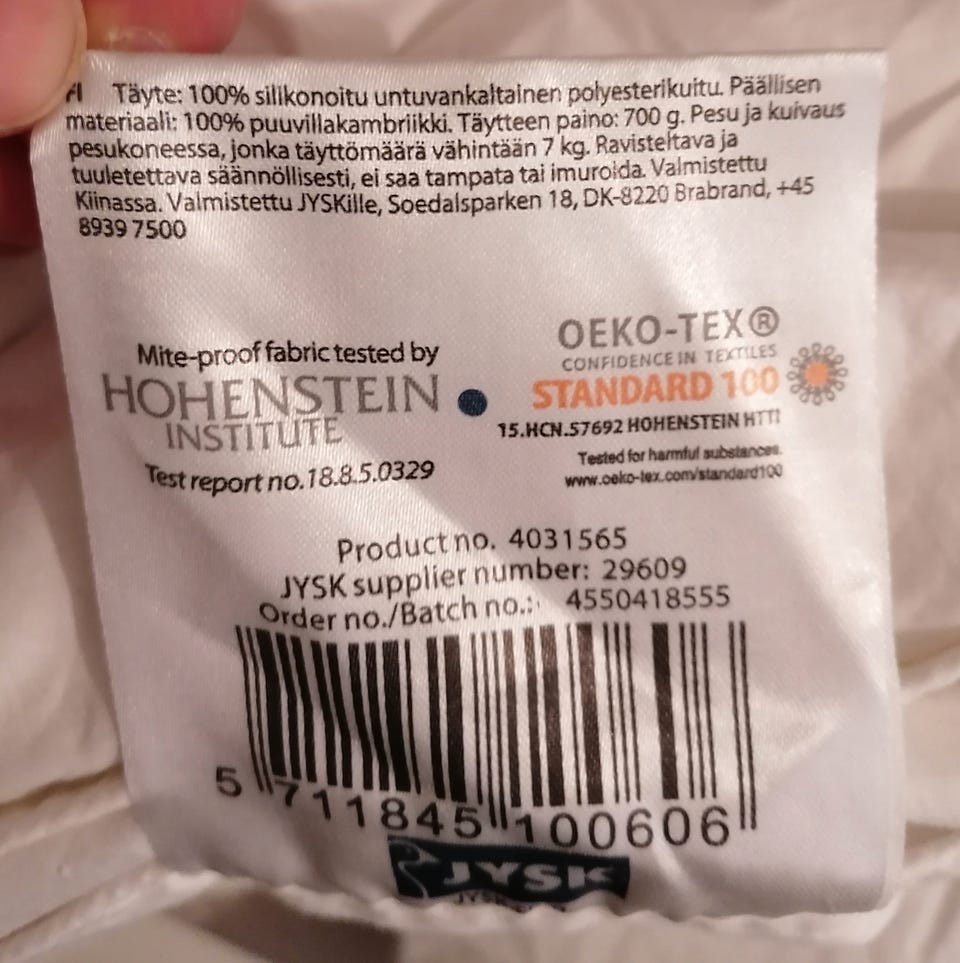 Täyte: 100% silikonoitu untuvankaltainen polyesterikuitu. Päällisen
materiaali: 100% puuvillakambriikki. Täytteen paino: 700 g. Pesu ja kuivaus
pesukoneessa, jonka täyttömäärä vähintään 7 kg. Ravisteltava ja
tuuletettava säännöllisesti, ei saa tampata tai imuroida. Valmistettu
Kiinassa. Valmistettu JYSKille, Soedalsparken 18, DK-8220 Brabrand, +45
8939 7500
Mite-proof fabric tested by
HOHENSTEIN
INSTITUTE
Test report no. 18.8.5.0329
OEKO-TEX®
CONFIDENCE IN TEXTILES
STANDARD 100
15.HCN.57692 HOHENSTEIN HTTI
Tested for harmful substances.
www.oeko-tex.com/standard100
Product no. 4031565
JYSK supplier number: 29609
Order no./Batch no.: 4550418555
5 711845 100606
JYSK